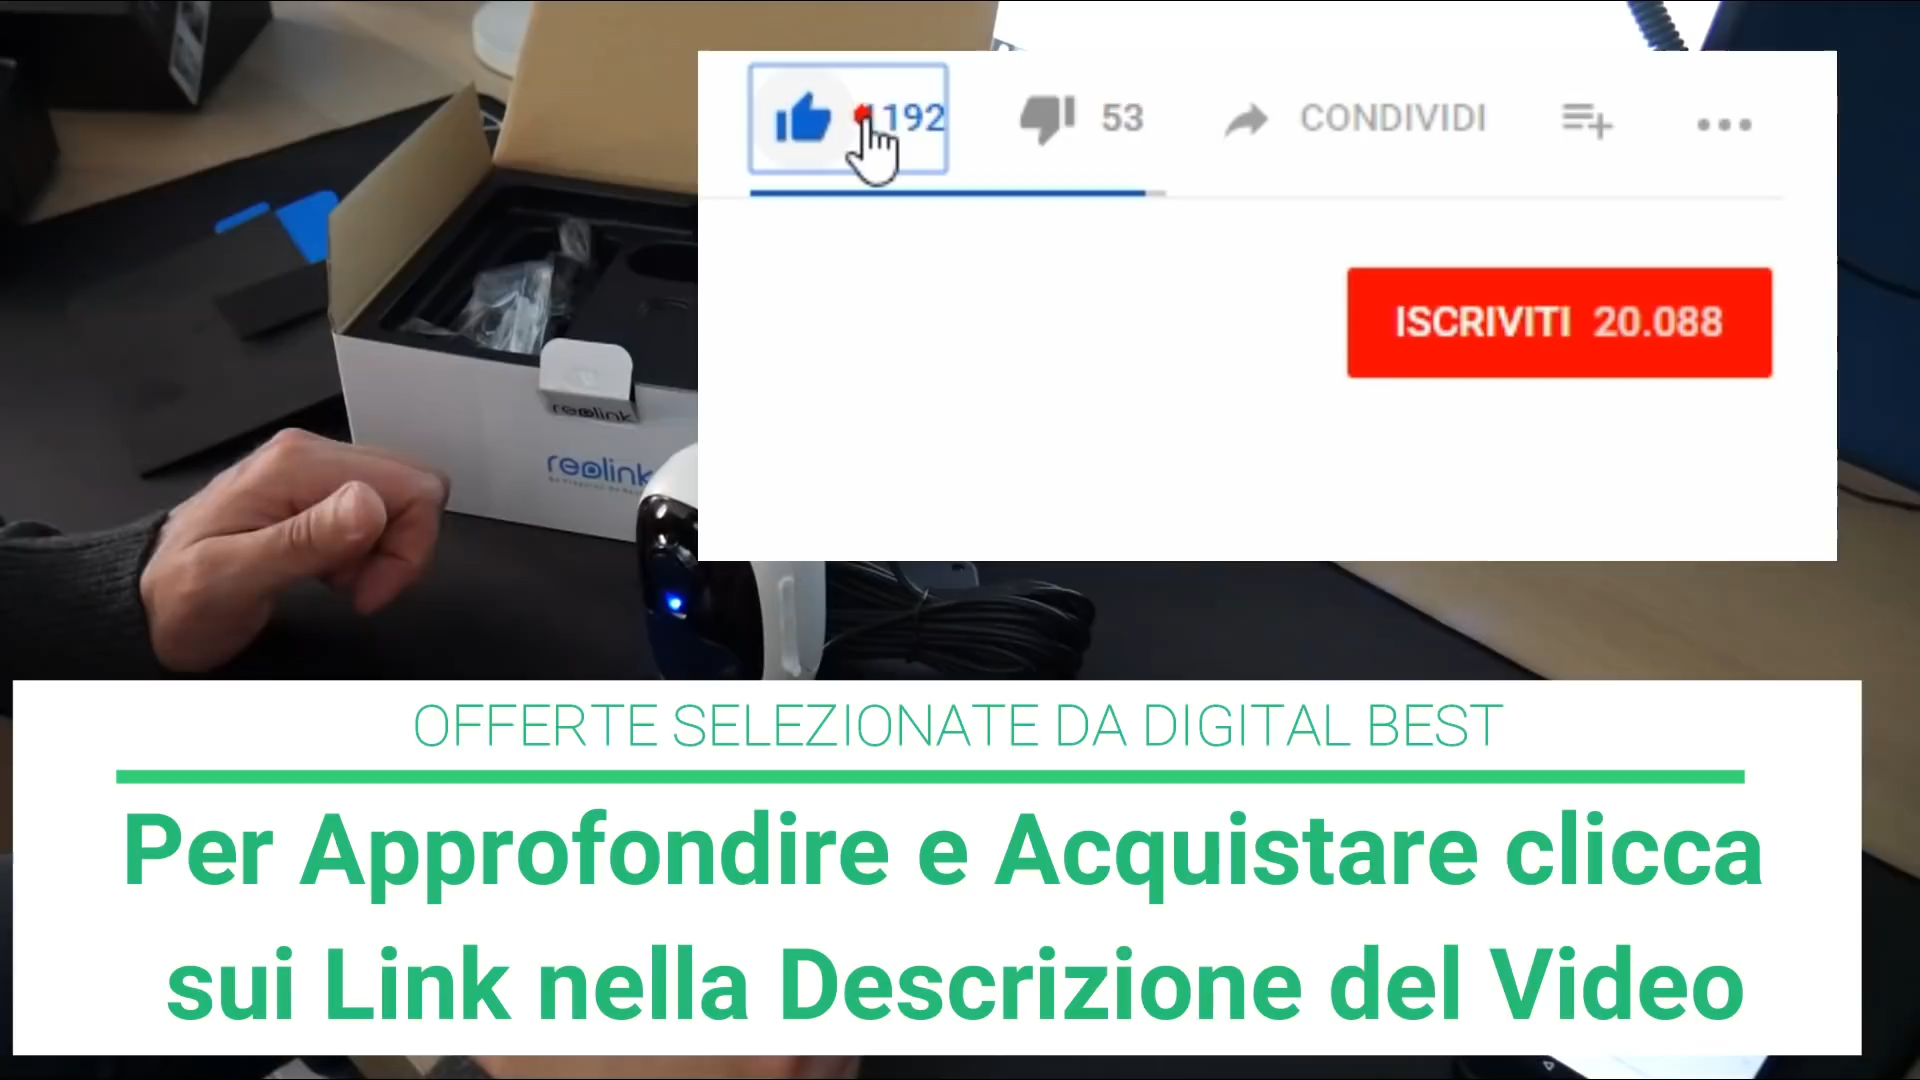 1192
53
CONDIVIDI
ISCRIVITI 20.088
reolink
reolink
OFFERTE SELEZIONATE DA DIGITAL BEST
Per Approfondire e Acquistare clicca
sui Link nella Descrizione del Video